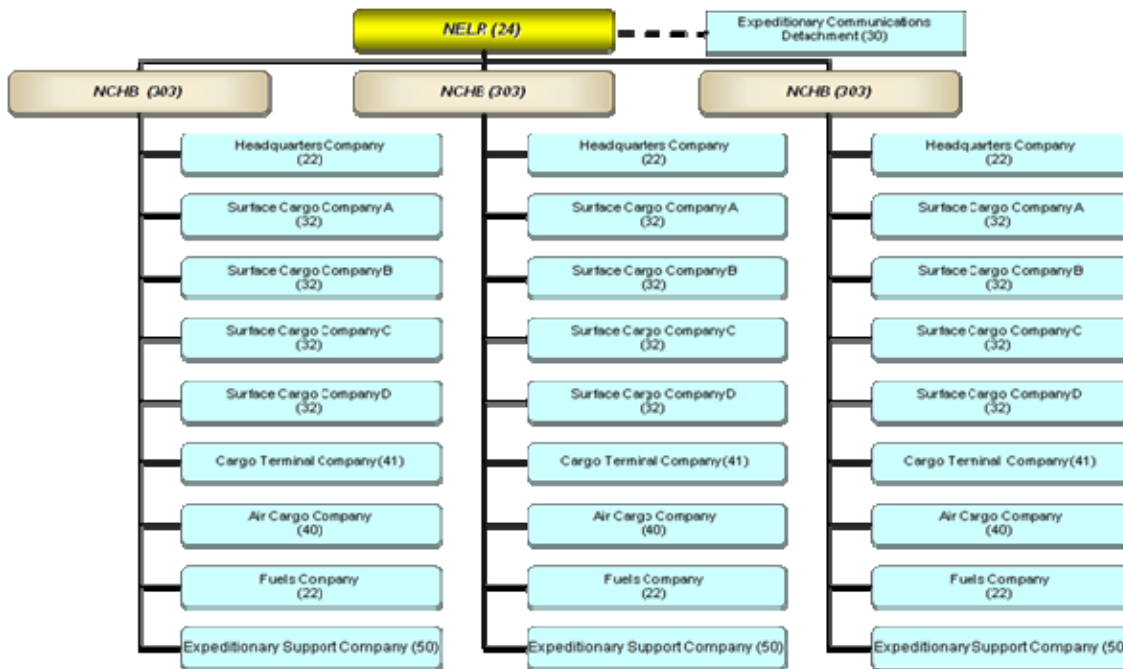 NELR (24)
Expeditionary Communications
Detachment (30)
NCHB (303)
NCHB (303)
NCHB (303)
Headquarters Company
(22)
Surface Cargo Company A
(32)
Surface Cargo Company B
(32)
Surface Cargo Company C
(32)
Surface Cargo Company D
(32)
Cargo Terminal Company (41)
Air Cargo Company
(40)
Fuels Company
(22)
Expeditionary Support Company (50)
Headquarters Company
(22)
Surface Cargo Company A
(32)
Surface Cargo Company B
(32)
Surface Cargo Company C
(32)
Surface Cargo Company D
(32)
Cargo Terminal Company (41)
Air Cargo Company
(40)
Fuels Company
(22)
Expeditionary Support Company (50)
Headquarters Company
(22)
Surface Cargo Company A
(32)
Surface Cargo Company B
(32)
Surface Cargo Company C
(32)
Surface Cargo Company D
(32)
Cargo Terminal Company (41)
Air Cargo Company
(40)
Fuels Company
(22)
Expeditionary Support Company (50